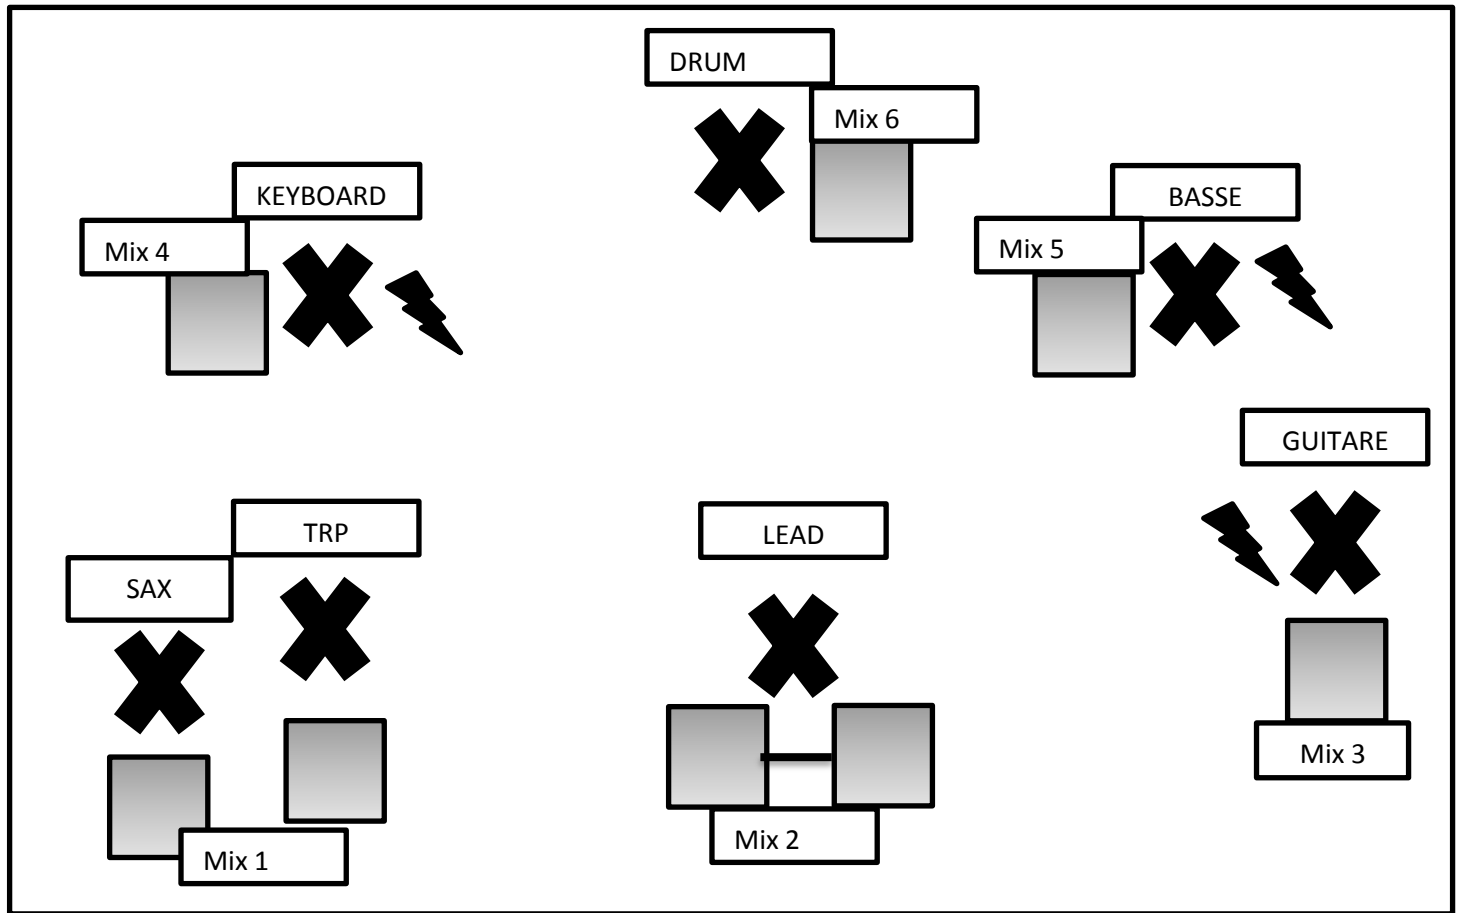 DRUM
Mix 6
KEYBOARD
BASSE
Mix 4
Mix 5
GUITARE
TRP
LEAD
SAX
Mix 3
Mix 2
Mix 1